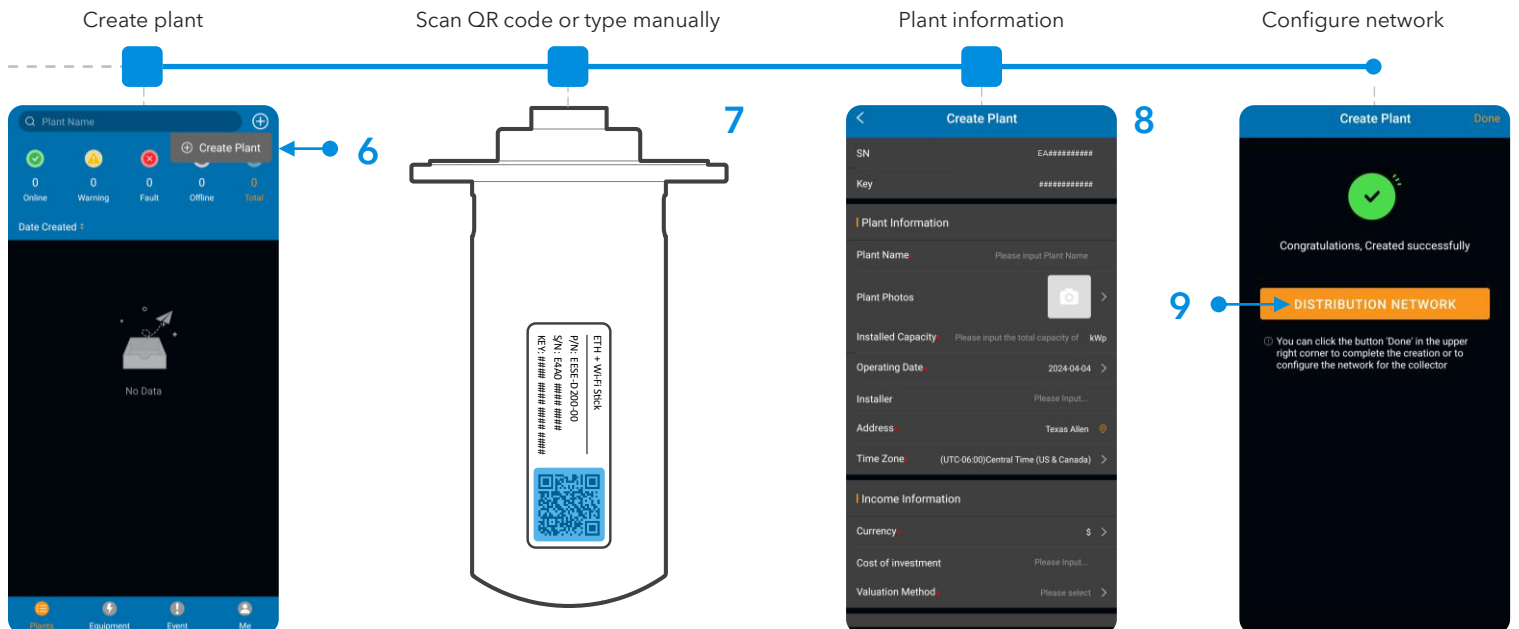 Create plant
Scan QR code or type manually
Plant information
Configure network
Plant Name
Create Plant
6
0
0
0
0
0
Online
Warning
Fault
Offline
Total
Date Created
No Data
Plants
Equipment
Event
Me
7
ETH + Wi-Fi Stick
P/N: EESE-D200-00
S/N: E4A0 #### ####
KEY: #### #### #### ####
8
Create Plant
SN EA##########
Key ############
Plant Information
Plant Name* Please input Plant Name
Plant Photos
Installed Capacity* Please input the total capacity of kWp
Operating Date* 2024-04-04
Installer Please Input...
Address* Texas Allen
Time Zone* (UTC-06:00)Central Time (US & Canada)
Income Information
Currency* $
Cost of investment Please Input...
Valuation Method* Please select
Create Plant Done
Congratulations, Created successfully
9
DISTRIBUTION NETWORK
You can click the button 'Done' in the upper
right corner to complete the creation or to
configure the network for the collector